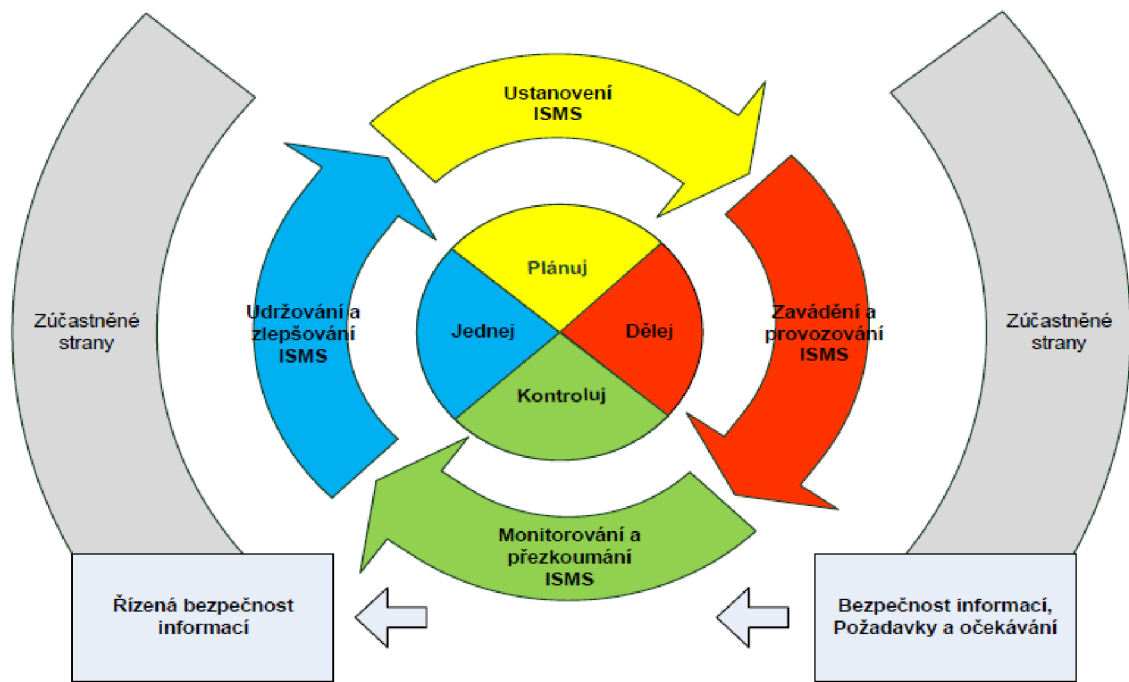 Ustanovení
ISMS
Plánuj
Zúčastněné
strany
Udržování a
zlepšování
ISMS
Jednej
Dělej
Zavádění a
provozování
ISMS
Zúčastněné
strany
Kontroluj
Monitorování a
přezkoumání
ISMS
Řízená bezpečnost
informací
Bezpečnost informací,
Požadavky a očekávání